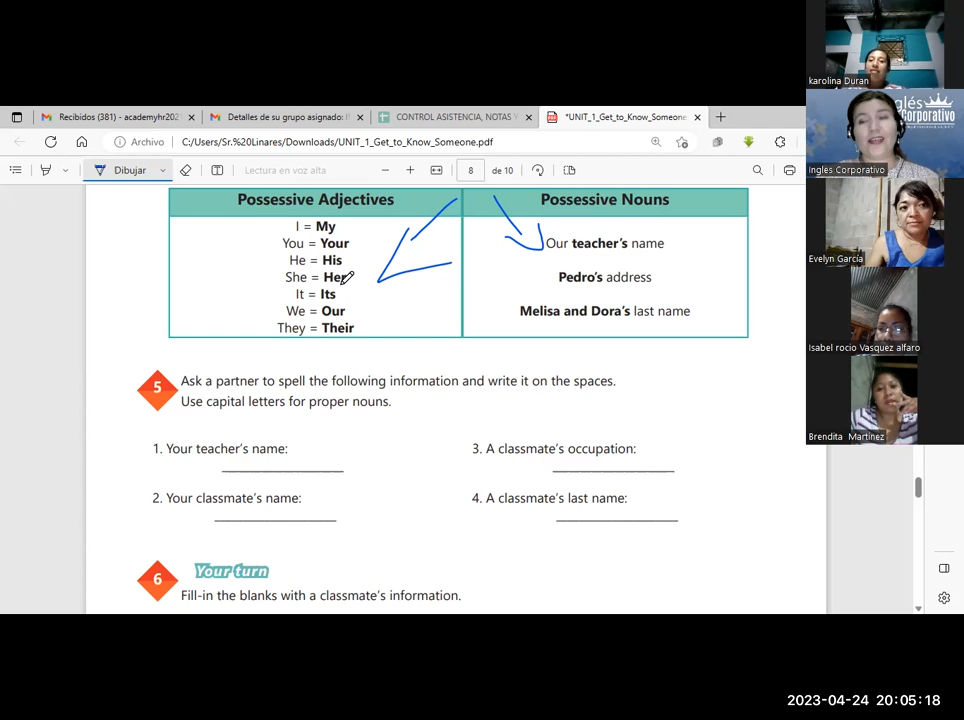 karolina Duran
Inglés
Corporativo
Ingles Corporativo
Evelyn García
Isabel rocio Vasquez alfaro
Brendita Martinez
Recibidos (381) - academyhr202
Detalles de su grupo asignado: I
CONTROL ASISTENCIA, NOTAS Y
*UNIT_1_Get_to_Know_Someone.
Archivo
C:/Users/Sr.%20Linares/Downloads/UNIT_1_Get_to_Know_Someone.pdf
Dibujar
Lectura en voz alta
8
de 10
Possessive Adjectives
I = My
You = Your
He = His
She = Her
It = Its
We = Our
They = Their
Possessive Nouns
Our teacher's name
Pedro's address
Melisa and Dora's last name
5
Ask a partner to spell the following information and write it on the spaces.
Use capital letters for proper nouns.
1. Your teacher's name:
2. Your classmate's name:
3. A classmate's occupation:
4. A classmate's last name:
6
Your turn
Fill-in the blanks with a classmate's information.
2023-04-24 20:05:18